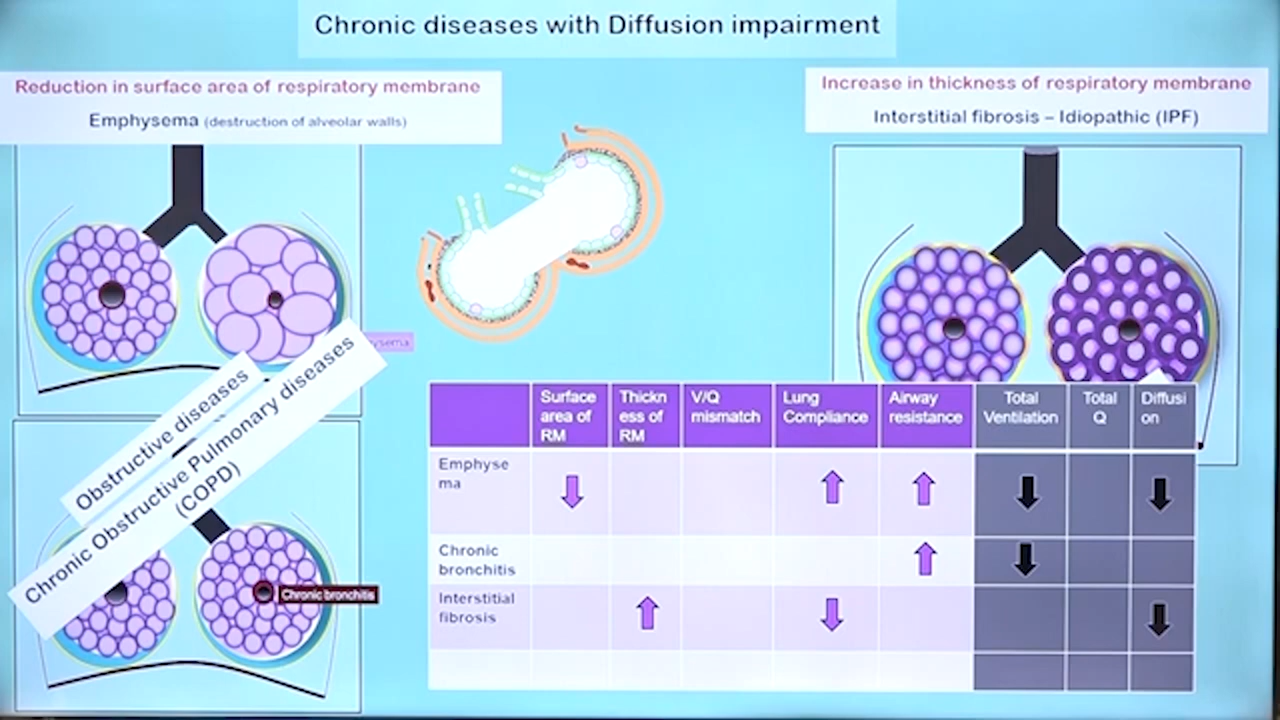 Chronic diseases with Diffusion impairment
Reduction in surface area of respiratory membrane
Emphysema (destruction of alveolar walls)
Increase in thickness of respiratory membrane
Interstitial fibrosis – Idiopathic (IPF)
Obstructive diseases
Chronic Obstructive Pulmonary diseases
(COPD)
Chronic bronchitis
Surface
area of
RM
Thickn
ess of
RM
V/Q
mismatch
Lung
Compliance
Airway
resistance
Total
Ventilation
Total
Q
Diffusi
on
Emphyse
ma
Chronic
bronchitis
Interstitial
fibrosis